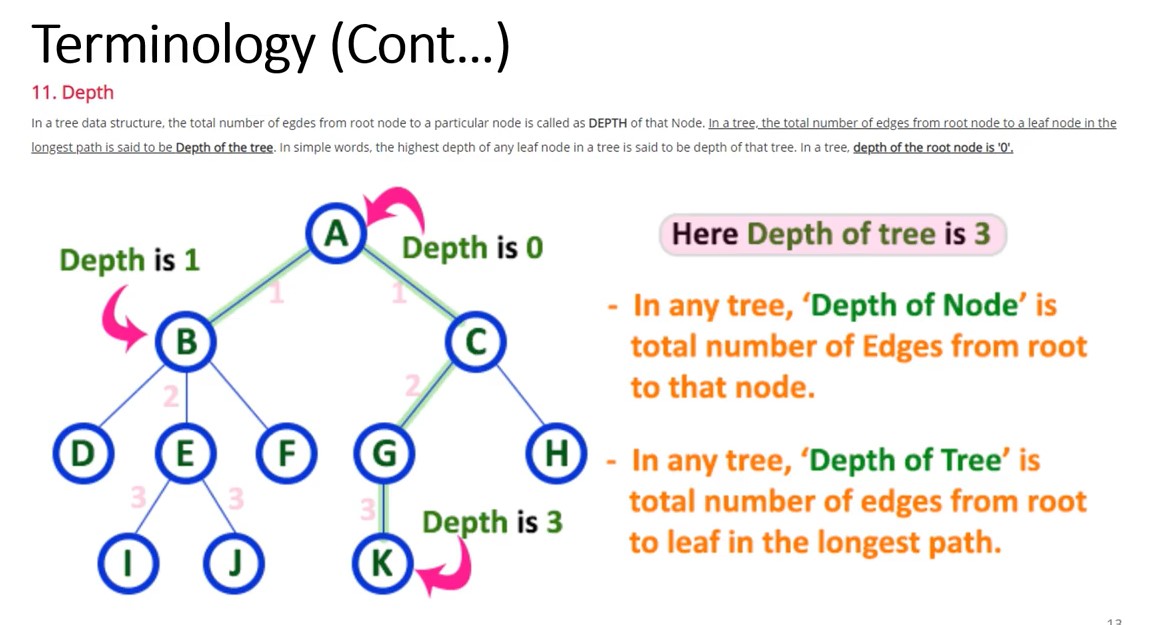 Terminology (Cont...)
11. Depth
In a tree data structure, the total number of egdes from root node to a particular node is called as DEPTH of that Node. In a tree, the total number of edges from root node to a leaf node in the
longest path is said to be Depth of the tree. In simple words, the highest depth of any leaf node in a tree is said to be depth of that tree. In a tree, depth of the root node is '0'.
A
Here Depth of tree is 3
Depth is 1
Depth is 0
1
1
- In any tree, ‘Depth of Node’ is
total number of Edges from root
to that node.
B
C
2
2
D
E
F
G
H
- In any tree, ‘Depth of Tree’ is
total number of edges from root
to leaf in the longest path.
3
3
3
Depth is 3
I
J
K
13